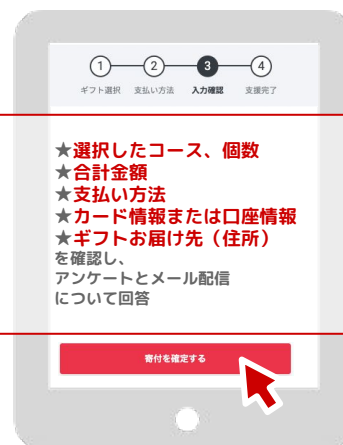 1 2 3 4
ギフト選択 支払い方法 入力確認 支援完了
★選択したコース、個数
★合計金額
★支払い方法
★カード情報または口座情報
★ギフトお届け先（住所）
を確認し、
アンケートとメール配信
について回答
寄付を確定する